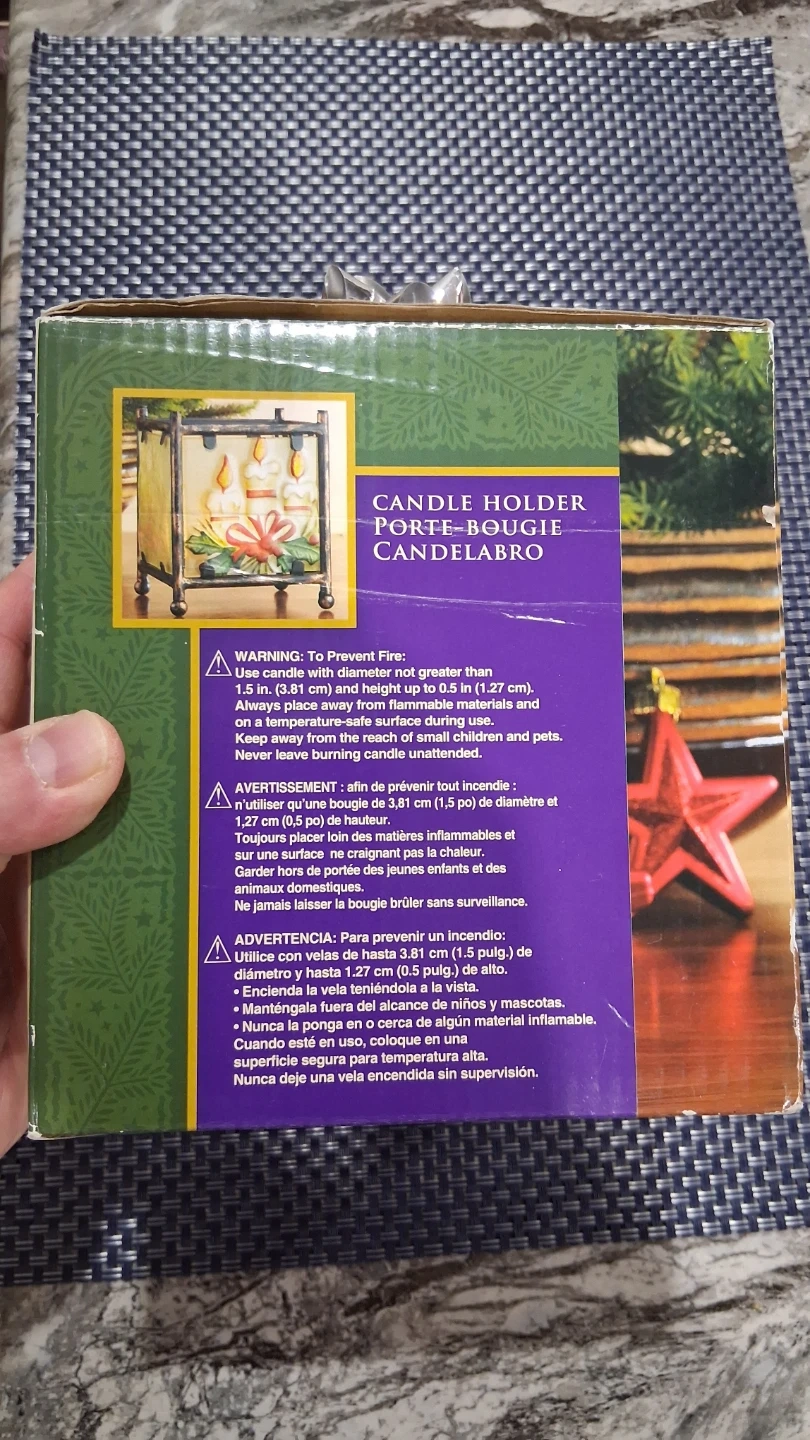 CANDLE HOLDER
PORTE-BOUGIE
CANDELABRO
WARNING: To Prevent Fire:
Use candle with diameter not greater than
1.5 in. (3.81 cm) and height up to 0.5 in (1.27 cm).
Always place away from flammable materials and
on a temperature-safe surface during use.
Keep away from the reach of small children and pets.
Never leave burning candle unattended.
AVERTISSEMENT : afin de prévenir tout incendie :
n'utiliser qu'une bougie de 3,81 cm (1,5 po) de diamètre et
1,27 cm (0,5 po) de hauteur.
Toujours placer loin des matières inflammables et
sur une surface ne craignant pas la chaleur.
Garder hors de portée des jeunes enfants et des
animaux domestiques.
Ne jamais laisser la bougie brûler sans surveillance.
ADVERTENCIA: Para prevenir un incendio:
Utilice con velas de hasta 3.81 cm (1.5 pulg.) de
diámetro y hasta 1.27 cm (0.5 pulg.) de alto.
• Encienda la vela teniéndola a la vista.
• Manténgala fuera del alcance de niños y mascotas.
• Nunca la ponga en o cerca de algún material inflamable.
Cuando esté en uso, coloque en una
superficie segura para temperatura alta.
Nunca deje una vela encendida sin supervisión.